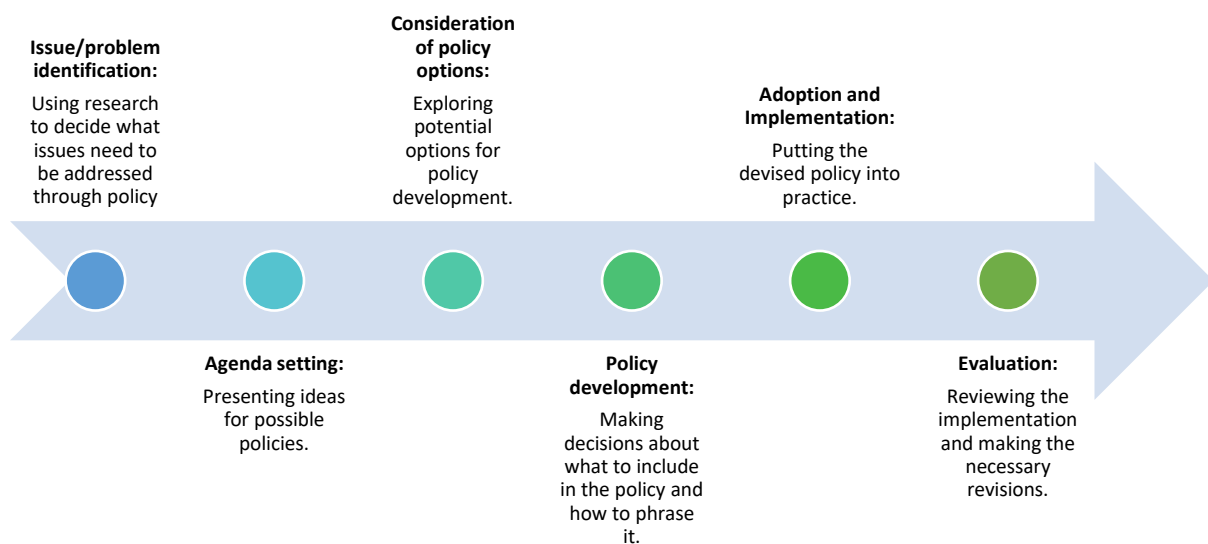 Issue/problem
identification:
Using research
to decide what
issues need to
be addressed
through policy
Agenda setting:
Presenting ideas
for possible
policies.
Consideration
of policy
options:
Exploring
potential
options for
policy
development.
Policy
development:
Making
decisions about
what to include
in the policy and
how to phrase
it.
Adoption and
Implementation:
Putting the
devised policy into
practice.
Evaluation:
Reviewing the
implementation
and making the
necessary
revisions.